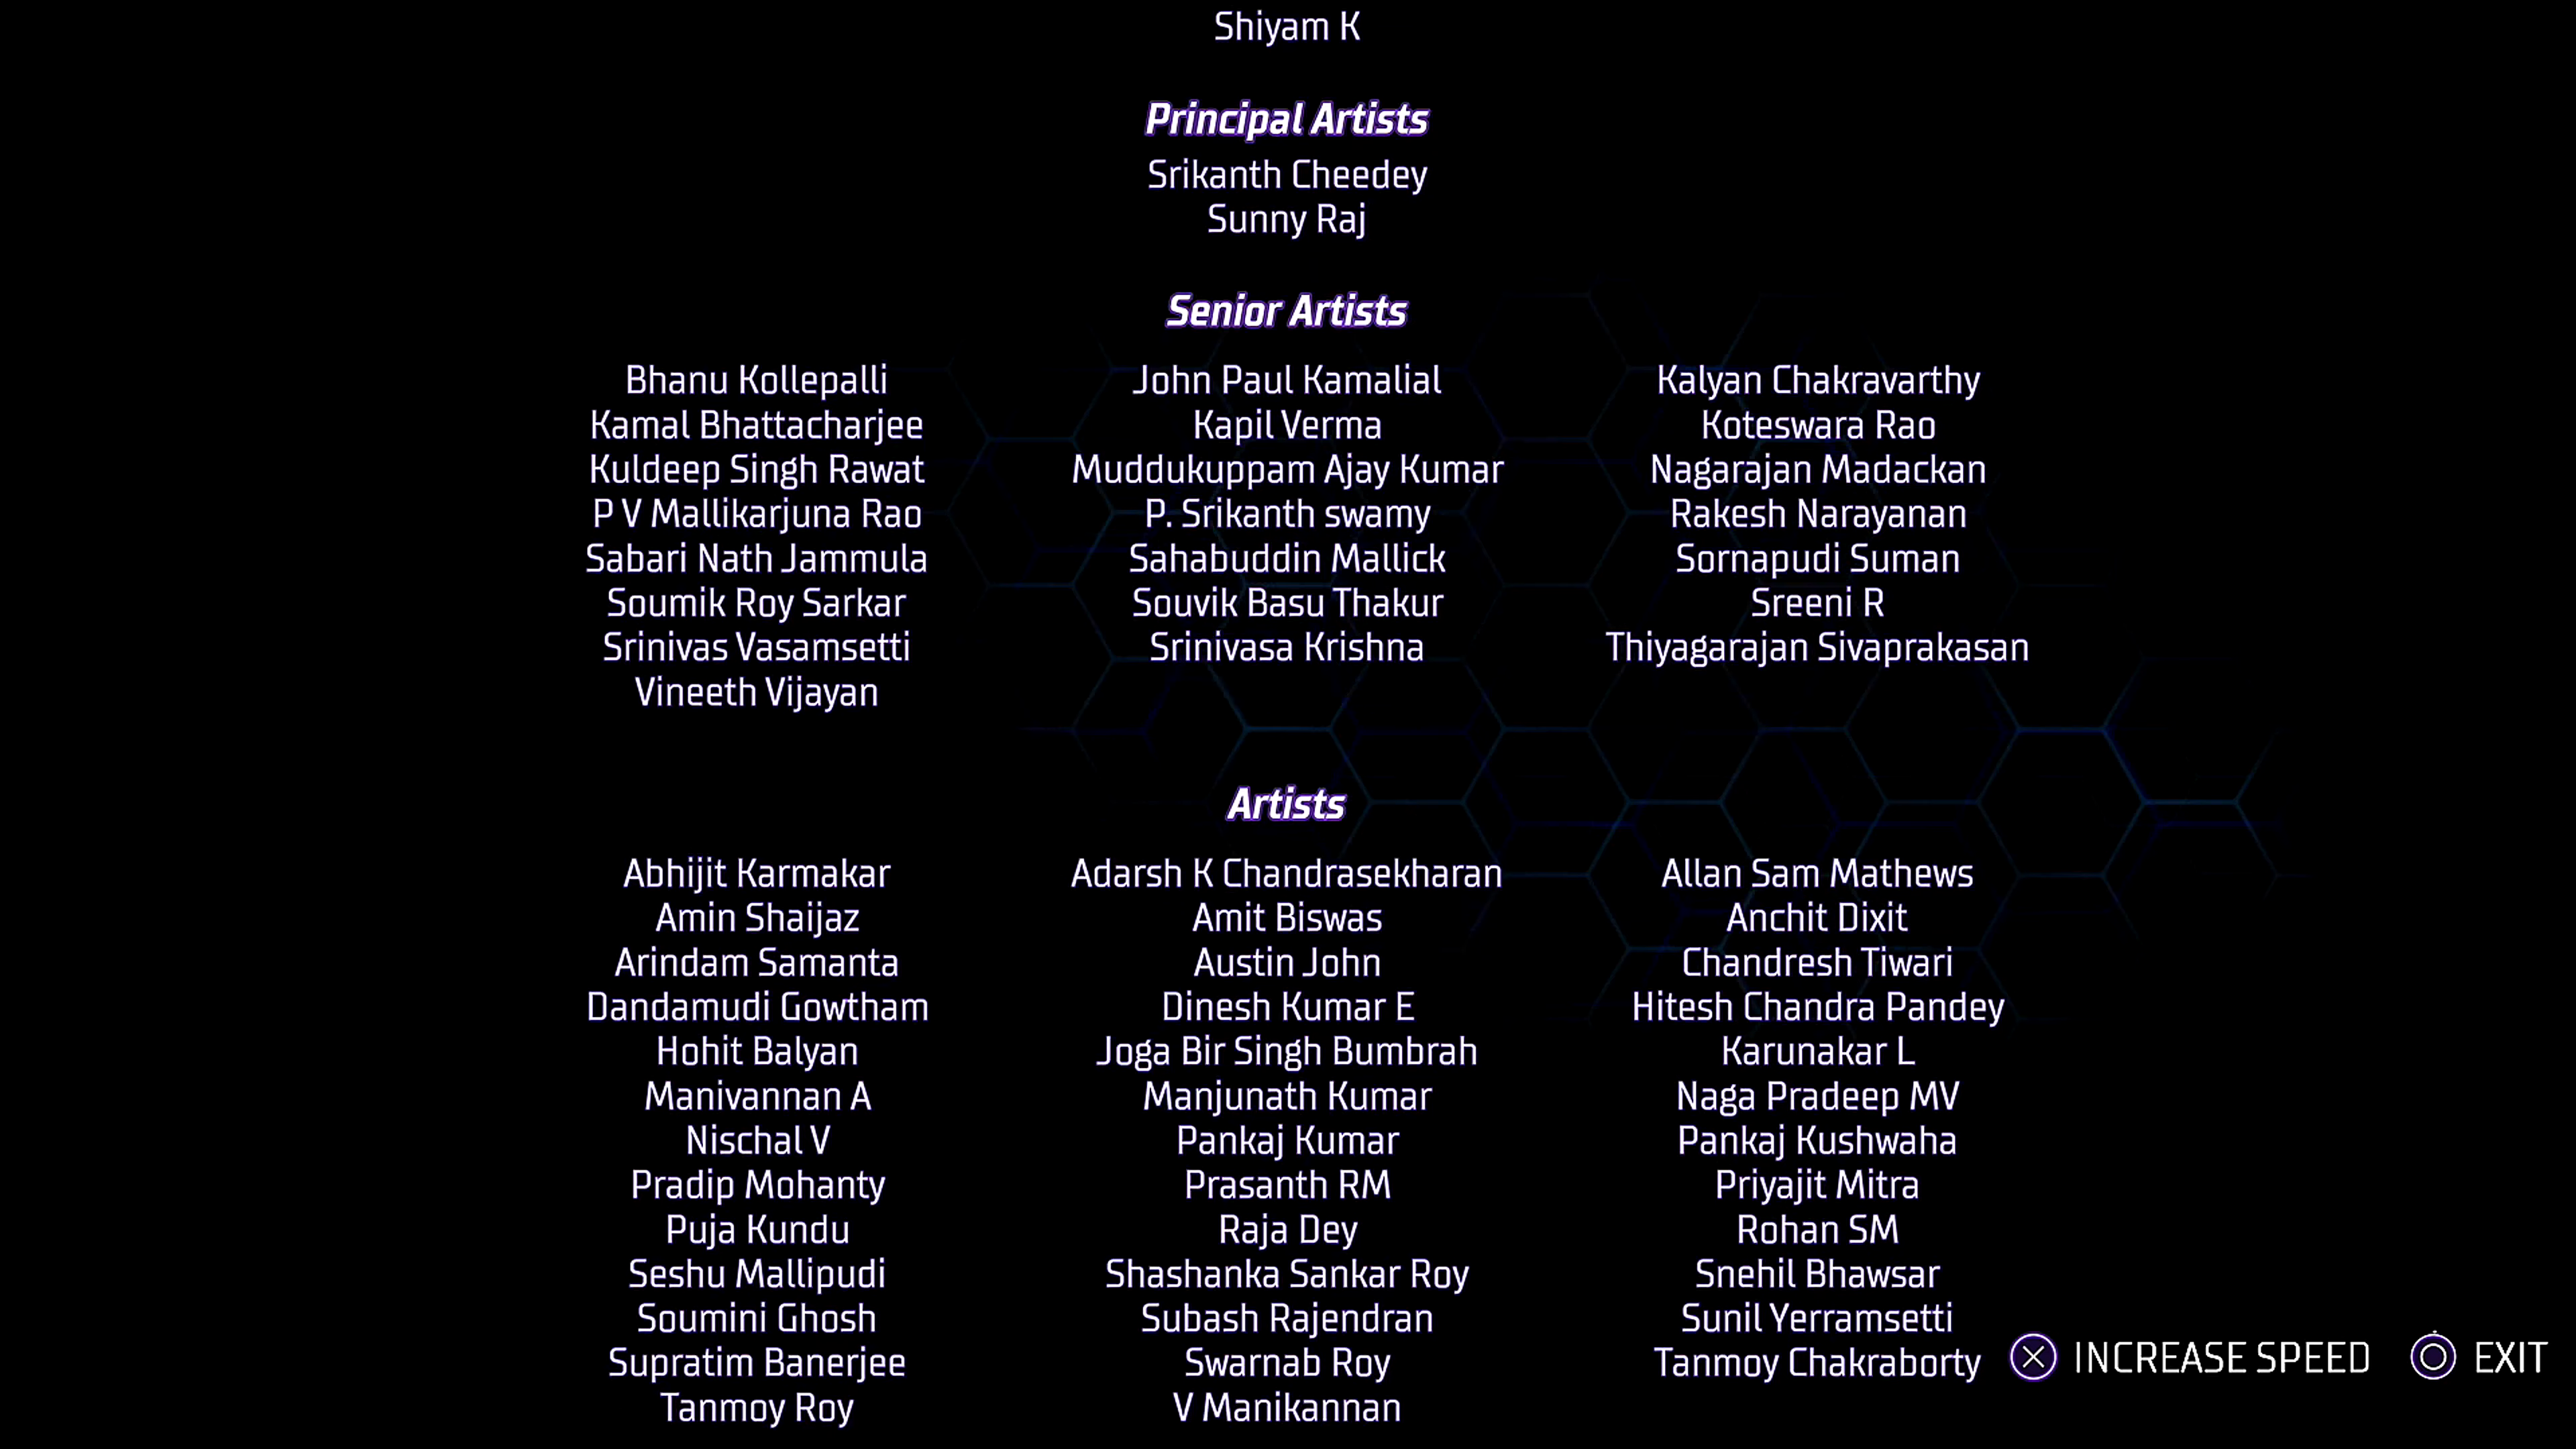 Shiyam K
Principal Artists
Srikanth Cheedey
Sunny Raj
Senior Artists
Bhanu Kollepalli John Paul Kamalial Kalyan Chakravarthy
Kamal Bhattacharjee Kapil Verma Koteswara Rao
Kuldeep Singh Rawat Muddukuppam Ajay Kumar Nagarajan Madackan
P V Mallikarjuna Rao P. Srikanth swamy Rakesh Narayanan
Sabari Nath Jammula Sahabuddin Mallick Sornapudi Suman
Soumik Roy Sarkar Souvik Basu Thakur Sreeni R
Srinivas Vasamsetti Srinivasa Krishna Thiyagarajan Sivaprakasan
Vineeth Vijayan
Artists
Abhijit Karmakar Adarsh K Chandrasekharan Allan Sam Mathews
Amin Shaijaz Amit Biswas Anchit Dixit
Arindam Samanta Austin John Chandresh Tiwari
Dandamudi Gowtham Dinesh Kumar E Hitesh Chandra Pandey
Hohit Balyan Joga Bir Singh Bumbrah Karunakar L
Manivannan A Manjunath Kumar Naga Pradeep MV
Nischal V Pankaj Kumar Pankaj Kushwaha
Pradip Mohanty Prasanth RM Priyajit Mitra
Puja Kundu Raja Dey Rohan SM
Seshu Mallipudi Shashanka Sankar Roy Snehil Bhawsar
Soumini Ghosh Subash Rajendran Sunil Yerramsetti
Supratim Banerjee Swarnab Roy Tanmoy Chakraborty
Tanmoy Roy V Manikannan
INCREASE SPEED EXIT